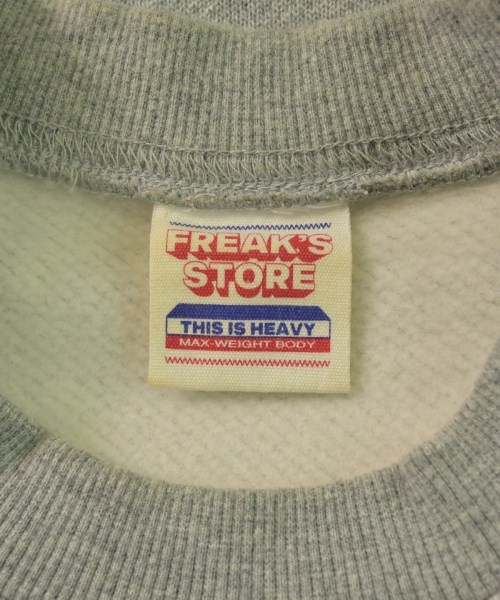 FREAK'S
STORE
THIS IS HEAVY
MAX-WEIGHT BODY